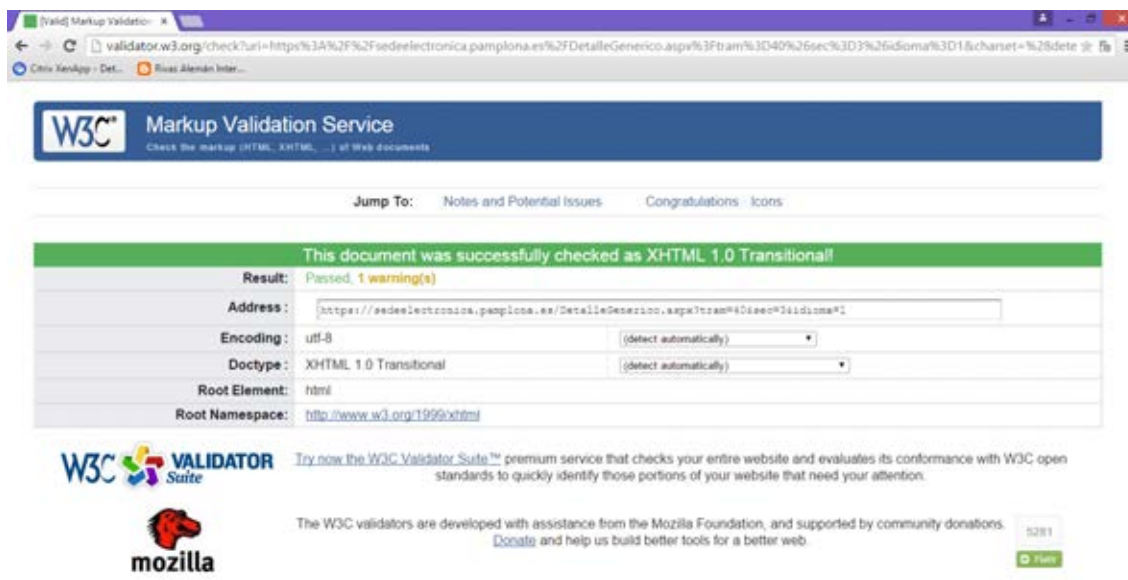 [Valid] Markup Validation
validator.w3.org/check?uri=https%3A%2F%2Fsedeelectronica.pamplona.es%2FDetalleGenerico.aspx%3Ftram%3D40%26sec%3D3%26idioma%3D1&charset=%28dete
Citrix XenApp - Det... Rivas Alemán Inter...
W3C® Markup Validation Service
Check the markup (HTML, XHTML, ...) of Web documents
Jump To: Notes and Potential Issues Congratulations · Icons
This document was successfully checked as XHTML 1.0 Transitional!
Result: Passed, 1 warning(s)
Address : https://sedeelectronica.pamplona.es/DetalleGenerico.aspx?tram=40&sec=3&idioma=1
Encoding : utf-8 (detect automatically)
Doctype : XHTML 1.0 Transitional (detect automatically)
Root Element: html
Root Namespace: http://www.w3.org/1999/xhtml
W3C VALIDATOR Suite Try now the W3C Validator Suite™ premium service that checks your entire website and evaluates its conformance with W3C open
standards to quickly identify those portions of your website that need your attention.
The W3C validators are developed with assistance from the Mozilla Foundation, and supported by community donations.
Donate and help us build better tools for a better web.
5281
Flattr
mozilla